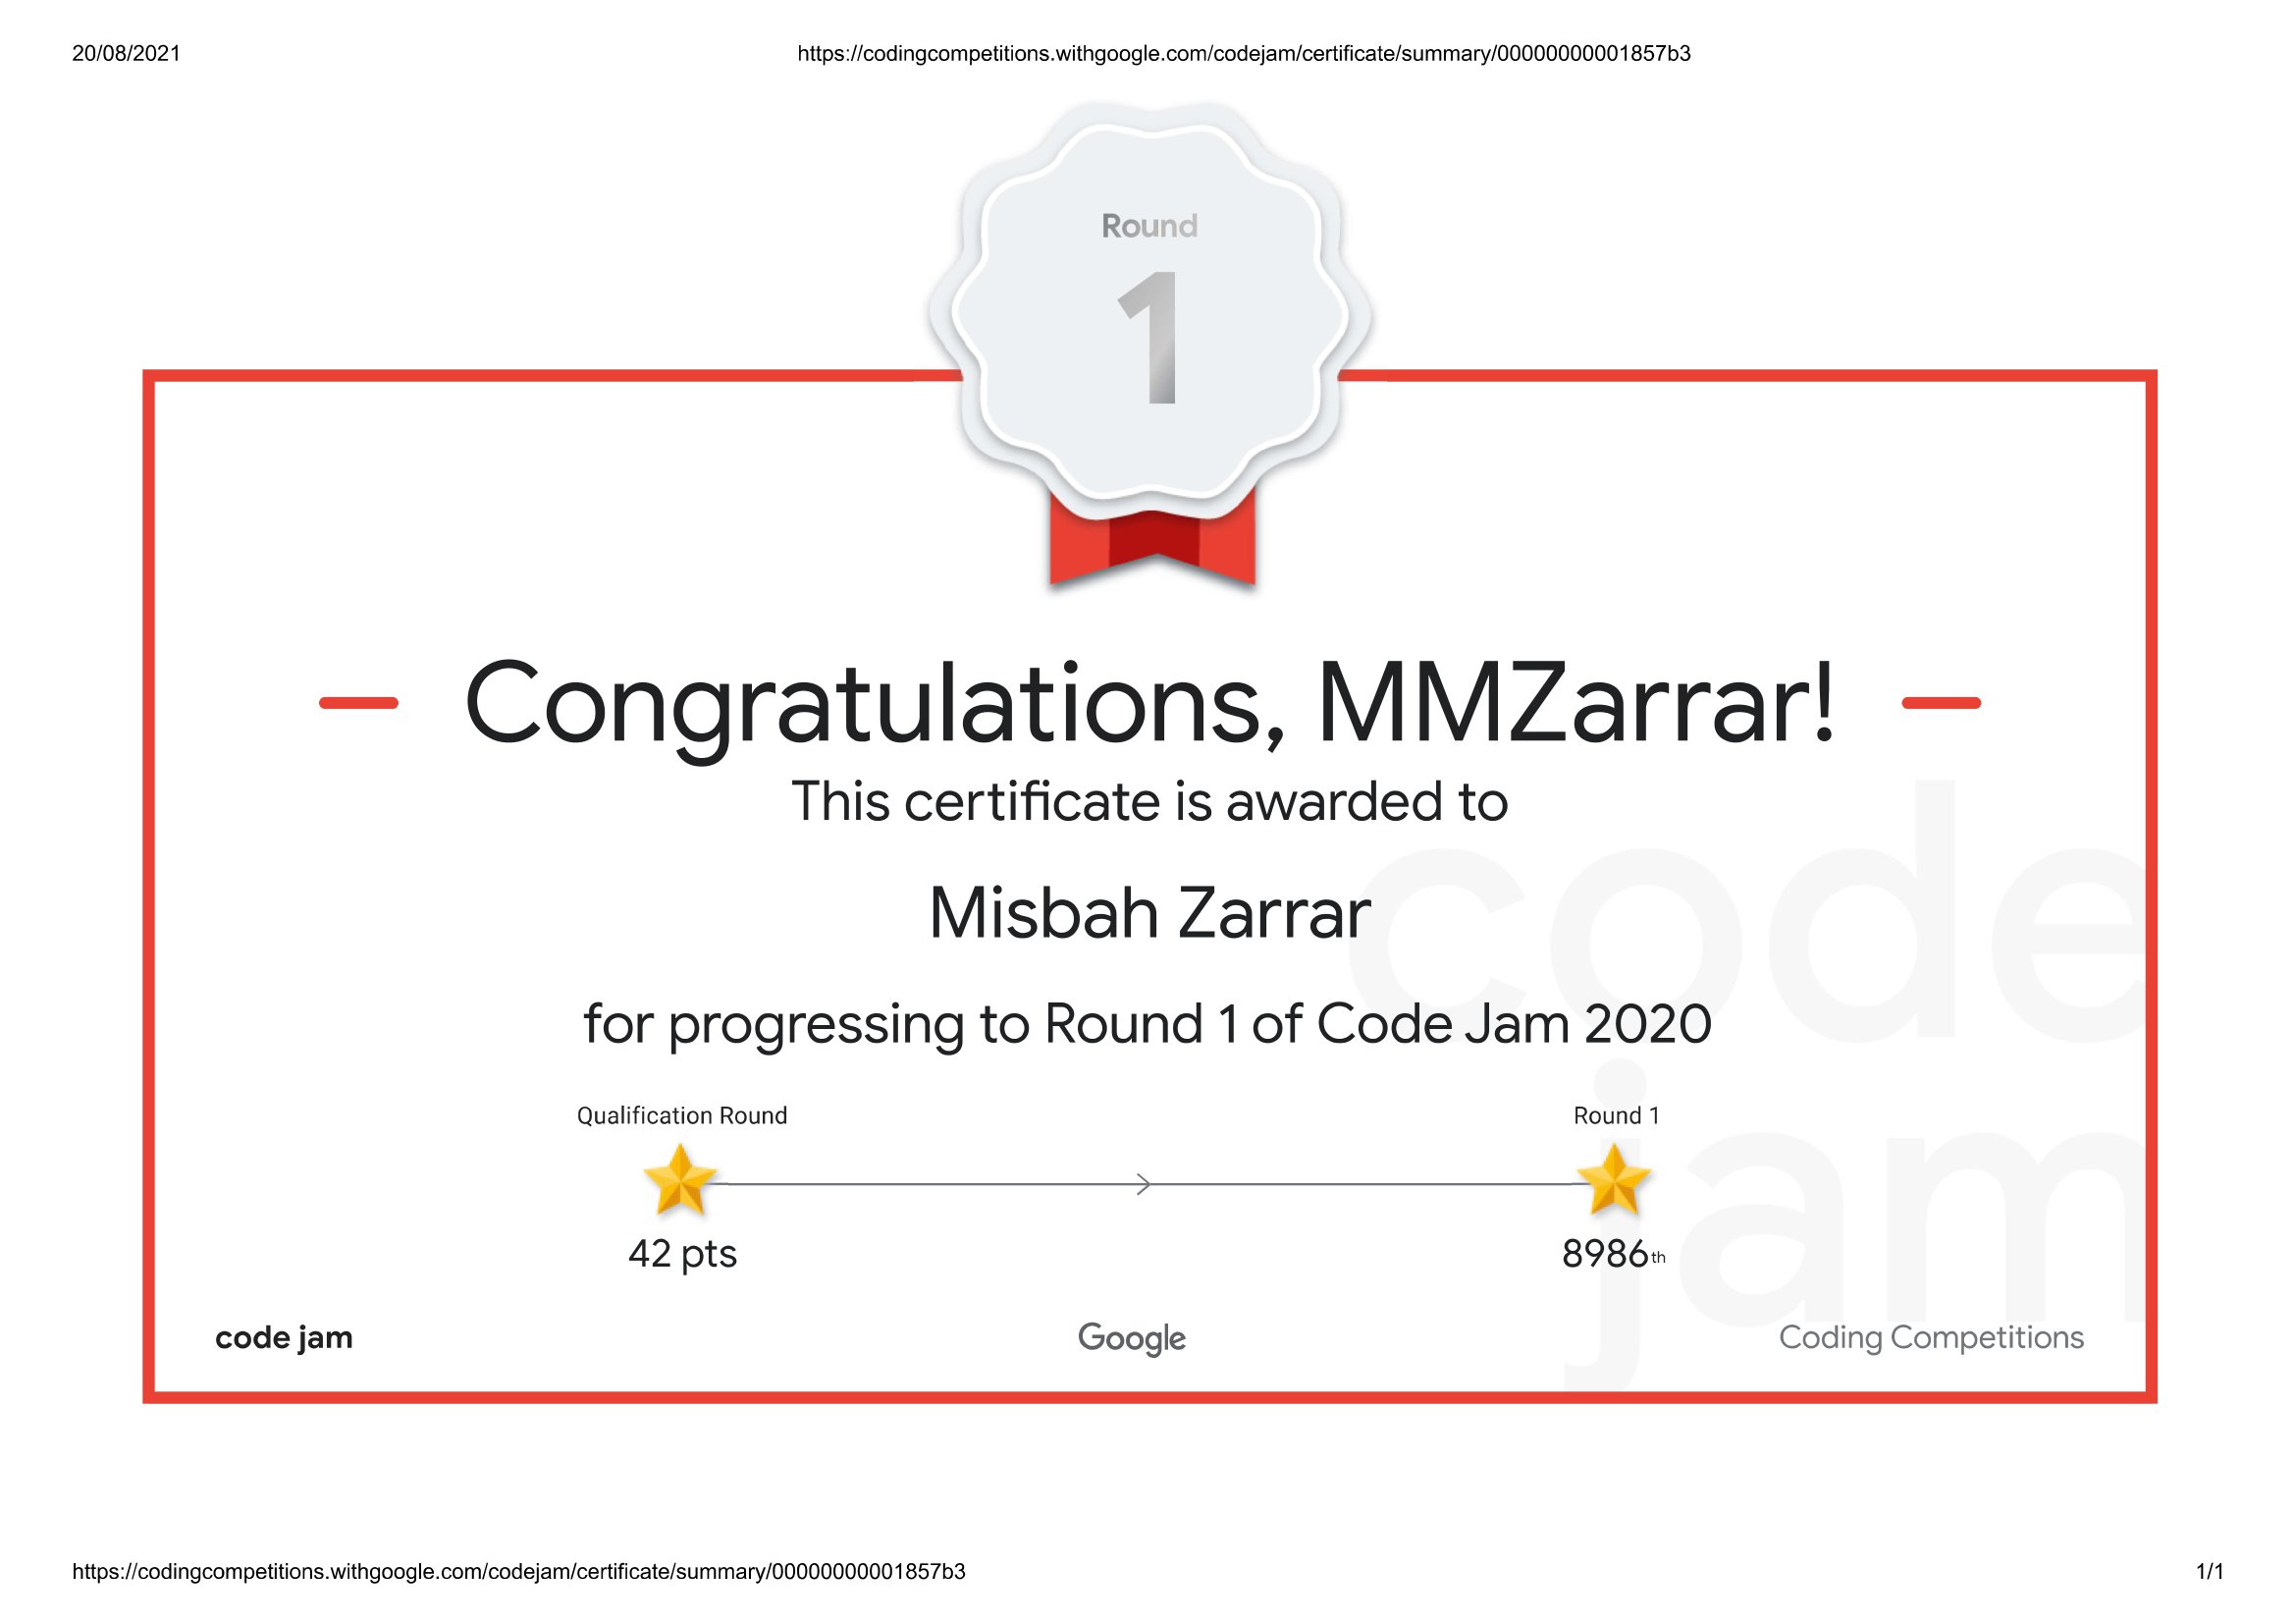 20/08/2021
https://codingcompetitions.withgoogle.com/codejam/certificate/summary/00000000001857b3
Round
1
Congratulations, MMZarrar!
This certificate is awarded to
Misbah Zarrar
for progressing to Round 1 of Code Jam 2020
Qualification Round
Round 1
42 pts
8986th
code jam
code jam
Google
Coding Competitions
https://codingcompetitions.withgoogle.com/codejam/certificate/summary/00000000001857b3
1/1